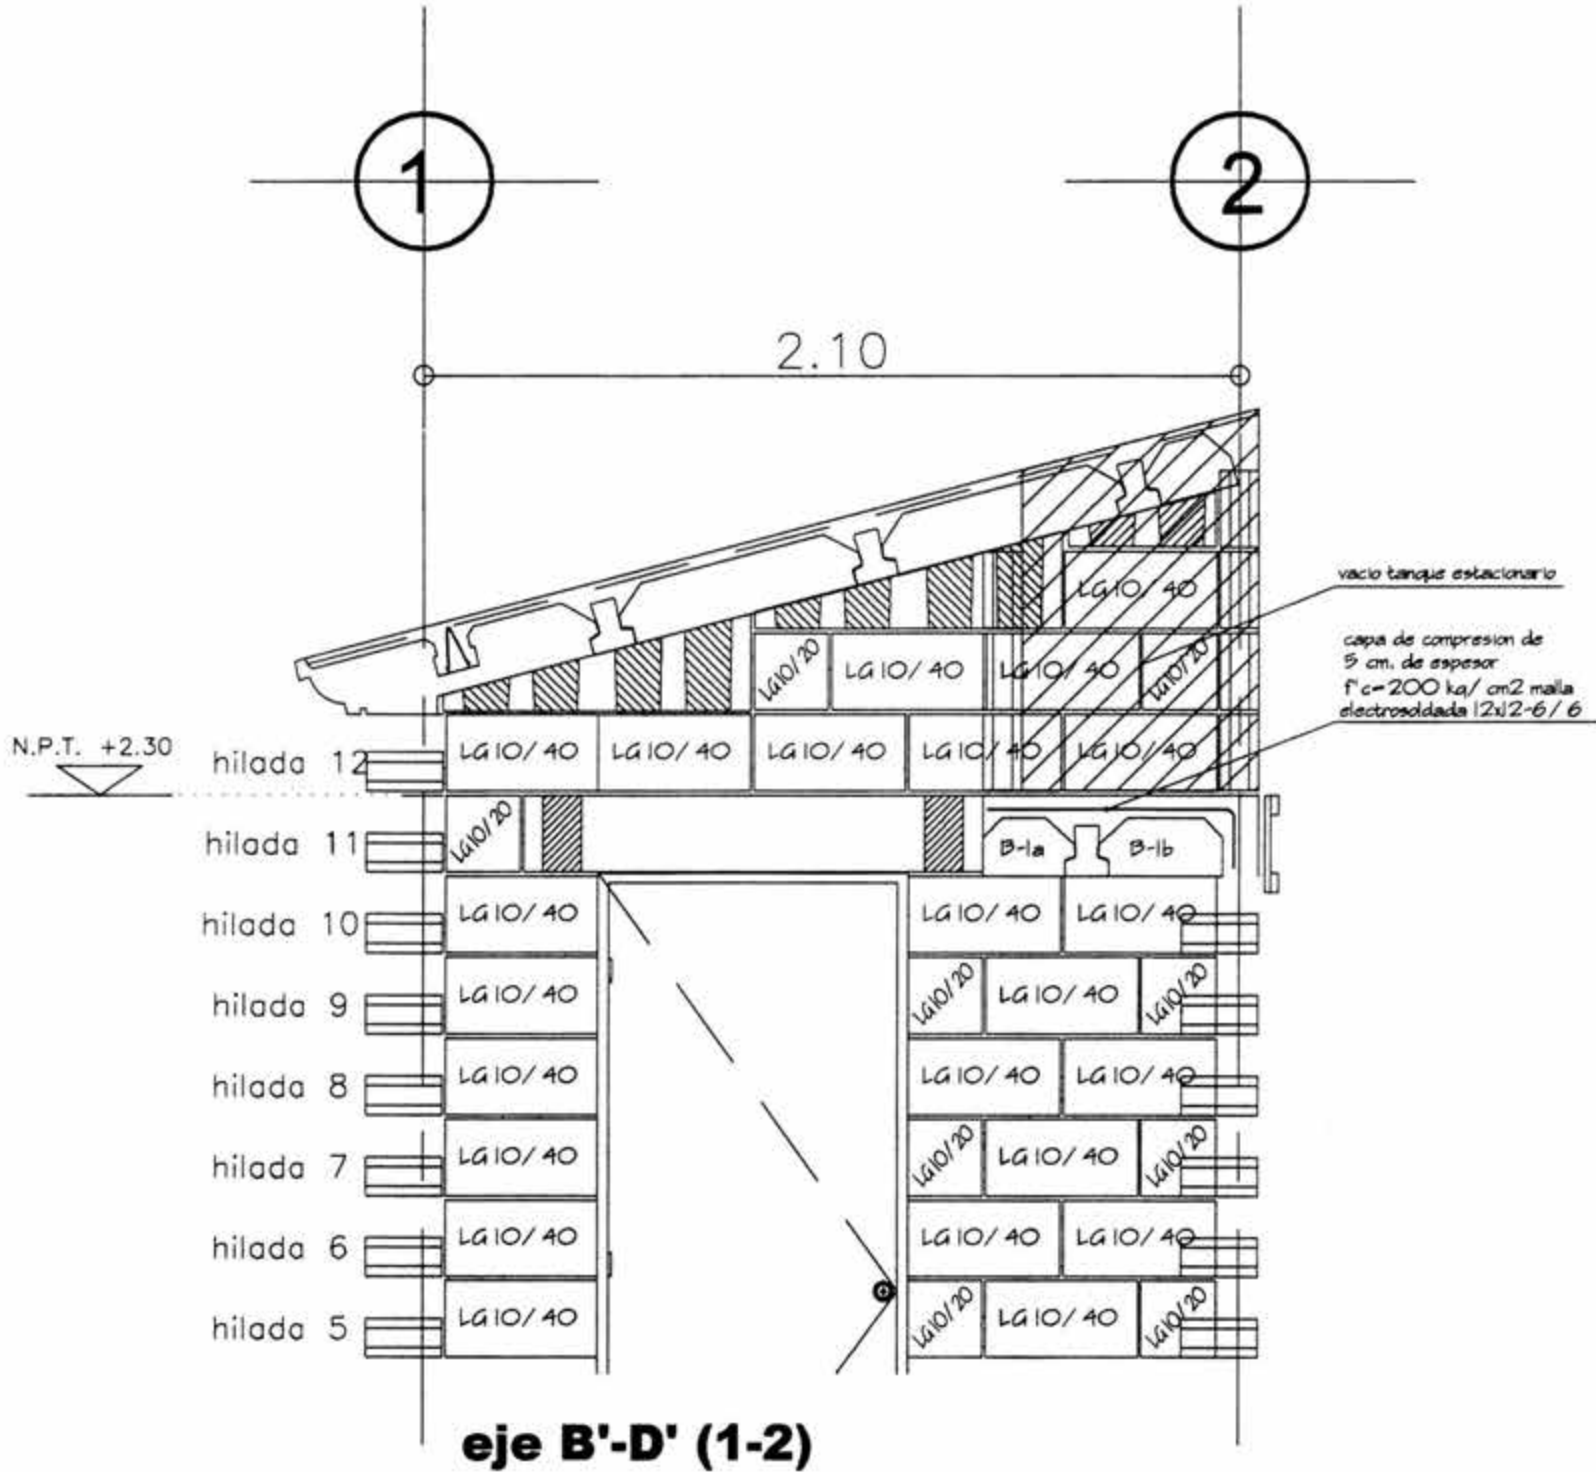 1
2
2.10
LG10/40
vacio tanque estacionario
capa de compresion de
5 cm. de espesor
f'c=200 kg/cm2 malla
electrosoldada 12x12-6/6
LG10/20 LG10/40 LG10/40 LG10/20
N.P.T. +2.30
hilada 12 LG10/40 LG10/40 LG10/40 LG10/40 LG10/40
hilada 11 LG10/20 B-1a B-1b
hilada 10 LG10/40 LG10/40 LG10/40
hilada 9 LG10/40 LG10/20 LG10/40 LG10/20
hilada 8 LG10/40 LG10/40 LG10/40
hilada 7 LG10/40 LG10/20 LG10/40 LG10/20
hilada 6 LG10/40 LG10/40 LG10/40
hilada 5 LG10/40 LG10/20 LG10/40 LG10/20
eje B'-D' (1-2)